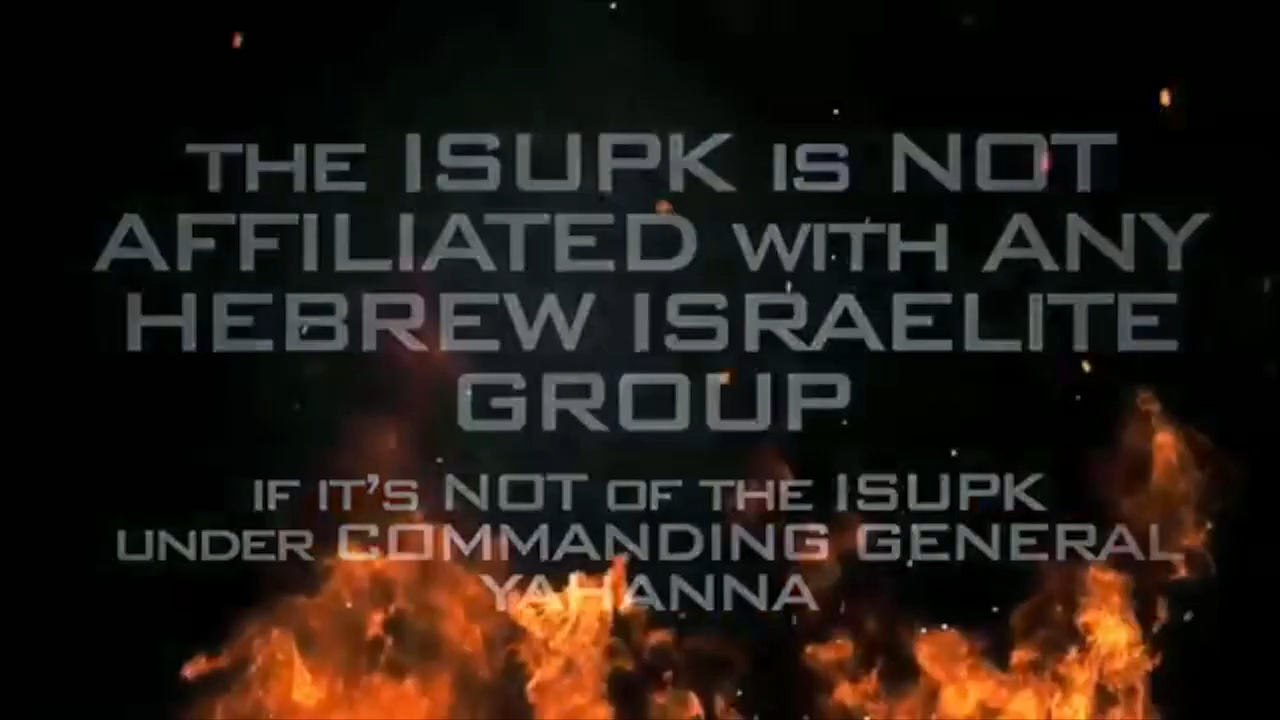 THE ISUPK IS NOT
AFFILIATED WITH ANY
HEBREW ISRAELITE
GROUP
IF IT'S NOT OF THE ISUPK
UNDER COMMANDING GENERAL
YAHANNA